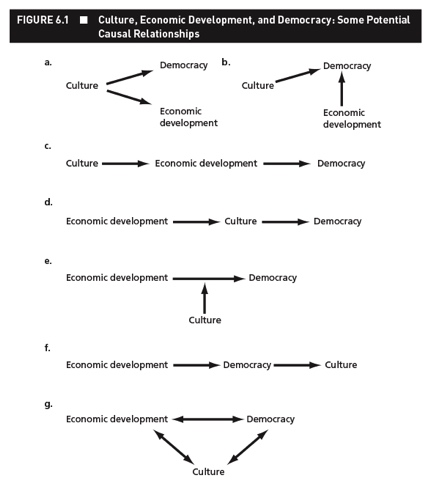 FIGURE 6.1 ■ Culture, Economic Development, and Democracy: Some Potential
Causal Relationships
a.
Culture
Democracy
Economic
development
b.
Culture
Democracy
Economic
development
c.
Culture Economic development Democracy
d.
Economic development Culture Democracy
e.
Economic development Democracy
Culture
f.
Economic development Democracy Culture
g.
Economic development Democracy
Culture